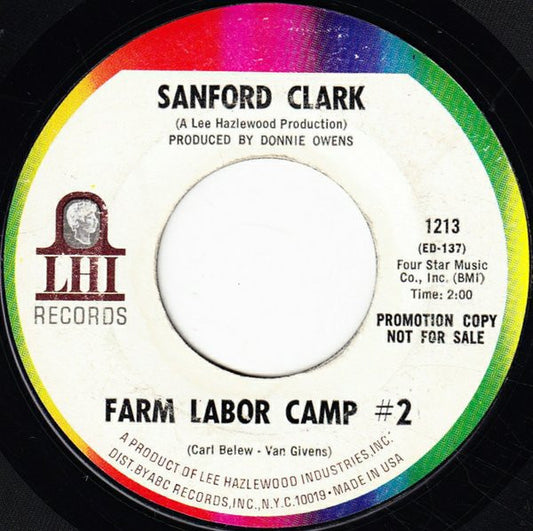 SANFORD CLARK
(A Lee Hazlewood Production)
PRODUCED BY DONNIE OWENS
LHI
RECORDS
1213
(ED-137)
Four Star Music
Co., Inc. (BMI)
Time: 2:00
PROMOTION COPY
NOT FOR SALE
FARM LABOR CAMP #2
(Carl Belew - Van Givens)
A PRODUCT OF LEE HAZLEWOOD INDUSTRIES, INC.
DIST. BY ABC RECORDS, INC., N.Y.C. 10019 • MADE IN USA